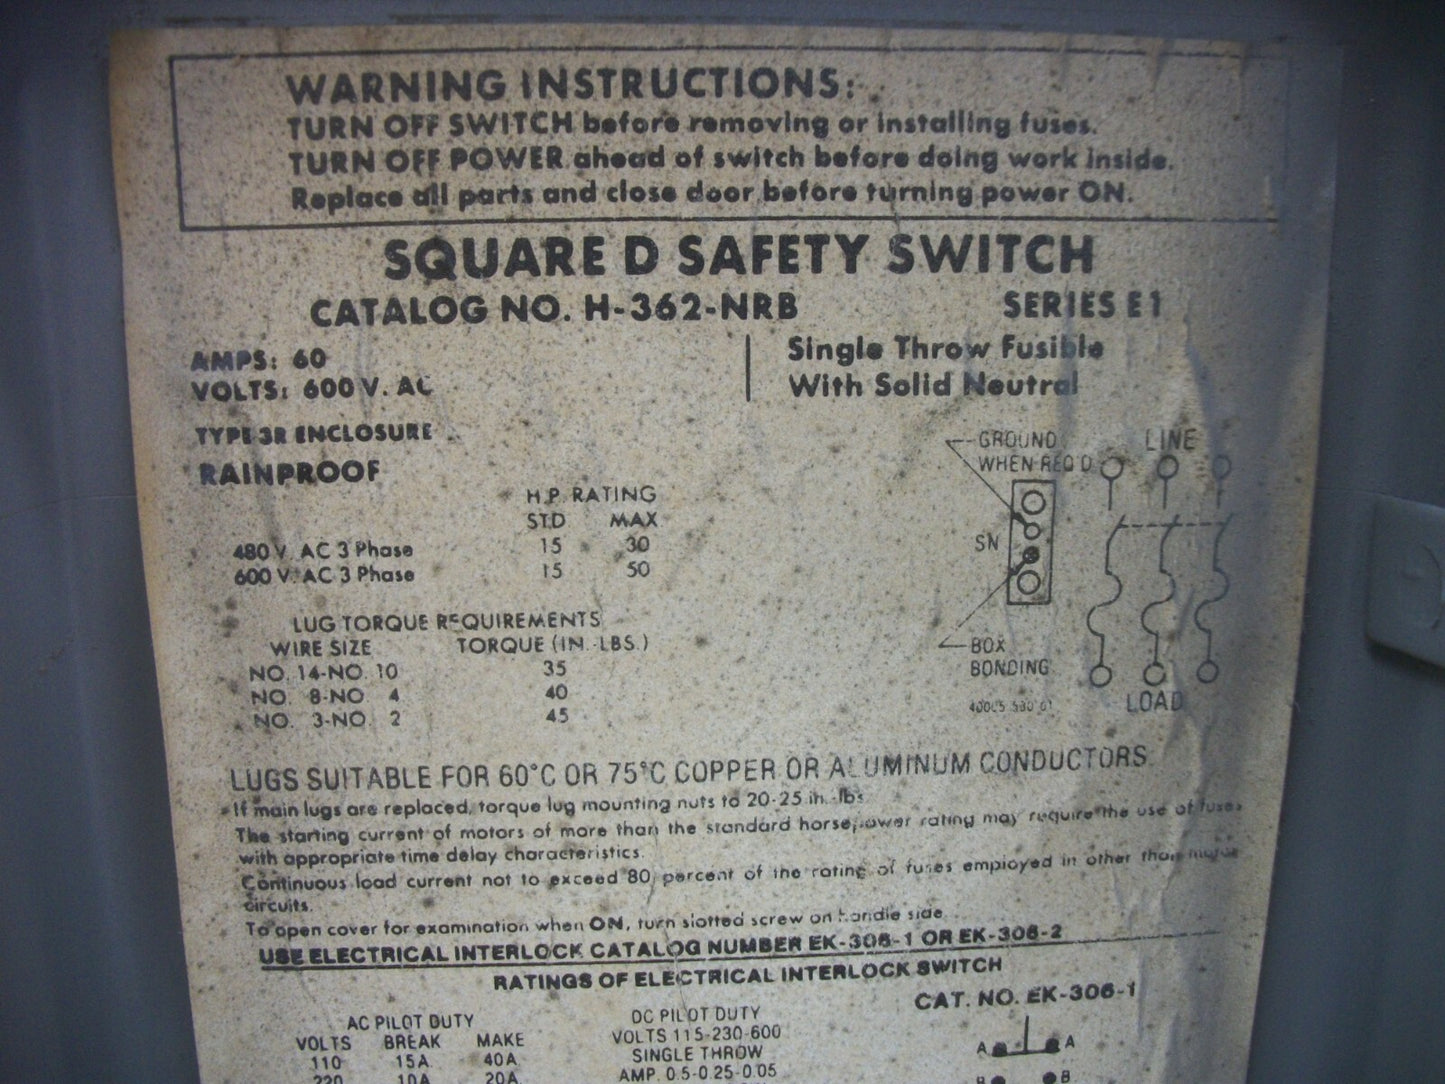 WARNING INSTRUCTIONS:
TURN OFF SWITCH before removing or installing fuses.
TURN OFF POWER ahead of switch before doing work inside.
Replace all parts and close door before turning power ON.
SQUARE D SAFETY SWITCH
CATALOG NO. H-362-NRB SERIES E1
AMPS: 60
VOLTS: 600 V. AC
Single Throw Fusible
With Solid Neutral
TYPE 3R ENCLOSURE
RAINPROOF
H.P. RATING
STD MAX
480 V. AC 3 Phase 15 30
600 V. AC 3 Phase 15 50
GROUND
WHEN REQ'D
LINE
SN
BOX
BONDING
LOAD
LUG TORQUE REQUIREMENTS
WIRE SIZE TORQUE (IN.-LBS.)
NO. 14-NO. 10 35
NO. 8-NO. 4 40
NO. 3-NO. 2 45
LUGS SUITABLE FOR 60°C OR 75°C COPPER OR ALUMINUM CONDUCTORS
If main lugs are replaced, torque lug mounting nuts to 20-25 in.-lbs.
The starting current of motors of more than the standard horsepower rating may require the use of fuses
with appropriate time delay characteristics.
Continuous load current not to exceed 80 percent of the rating of fuses employed in other than motor
circuits.
To open cover for examination when ON, turn slotted screw on handle side.
USE ELECTRICAL INTERLOCK CATALOG NUMBER EK-306-1 OR EK-306-2
RATINGS OF ELECTRICAL INTERLOCK SWITCH
CAT. NO. EK-306-1
AC PILOT DUTY
VOLTS BREAK MAKE
110 15A 40A
220 10A 20A
DC PILOT DUTY
VOLTS 115-230-600
SINGLE THROW
AMP. 0.5-0.25-0.05
A A
B B